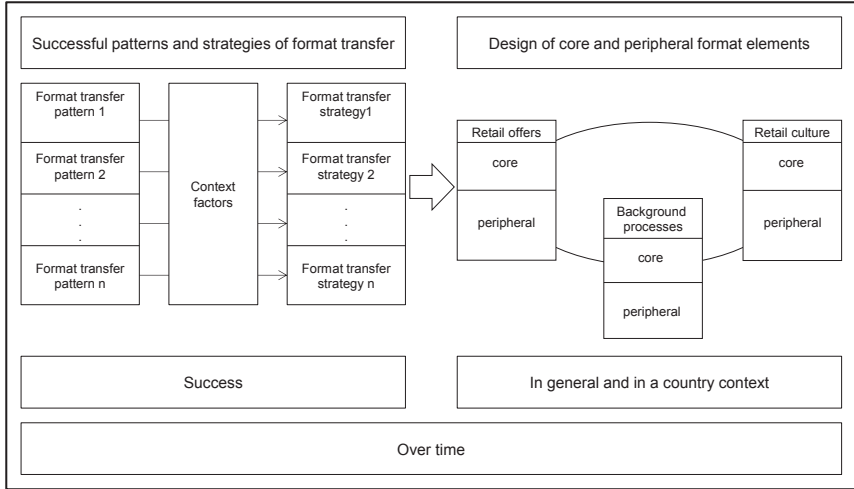 Successful patterns and strategies of format transfer
Design of core and peripheral format elements
Format transfer
pattern 1
Format transfer
pattern 2
.
.
.
Format transfer
pattern n
Context
factors
Format transfer
strategy1
Format transfer
strategy 2
.
.
.
Format transfer
strategy n
Retail offers
core
peripheral
Background
processes
core
peripheral
Retail culture
core
peripheral
Success
In general and in a country context
Over time